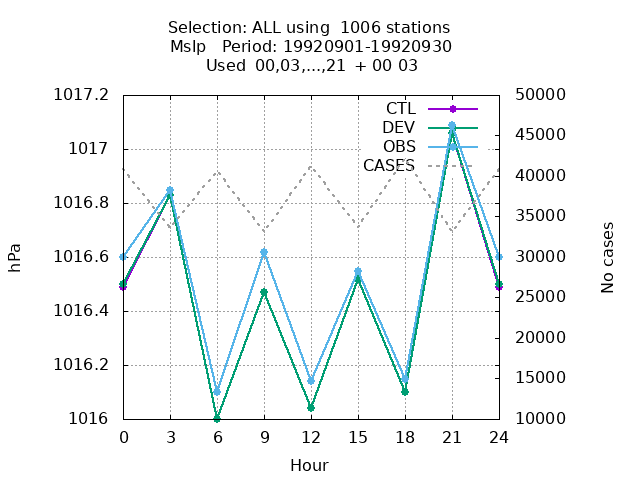 Selection: ALL using  1006 stations
Mslp   Period: 19920901-19920930
Used  00,03,...,21  + 00 03
1017.2
1017
1016.8
1016.6
1016.4
1016.2
1016
hPa
CTL
DEV
OBS
CASES
50000
45000
40000
35000
30000
25000
20000
15000
10000
No cases
0 3 6 9 12 15 18 21 24
Hour